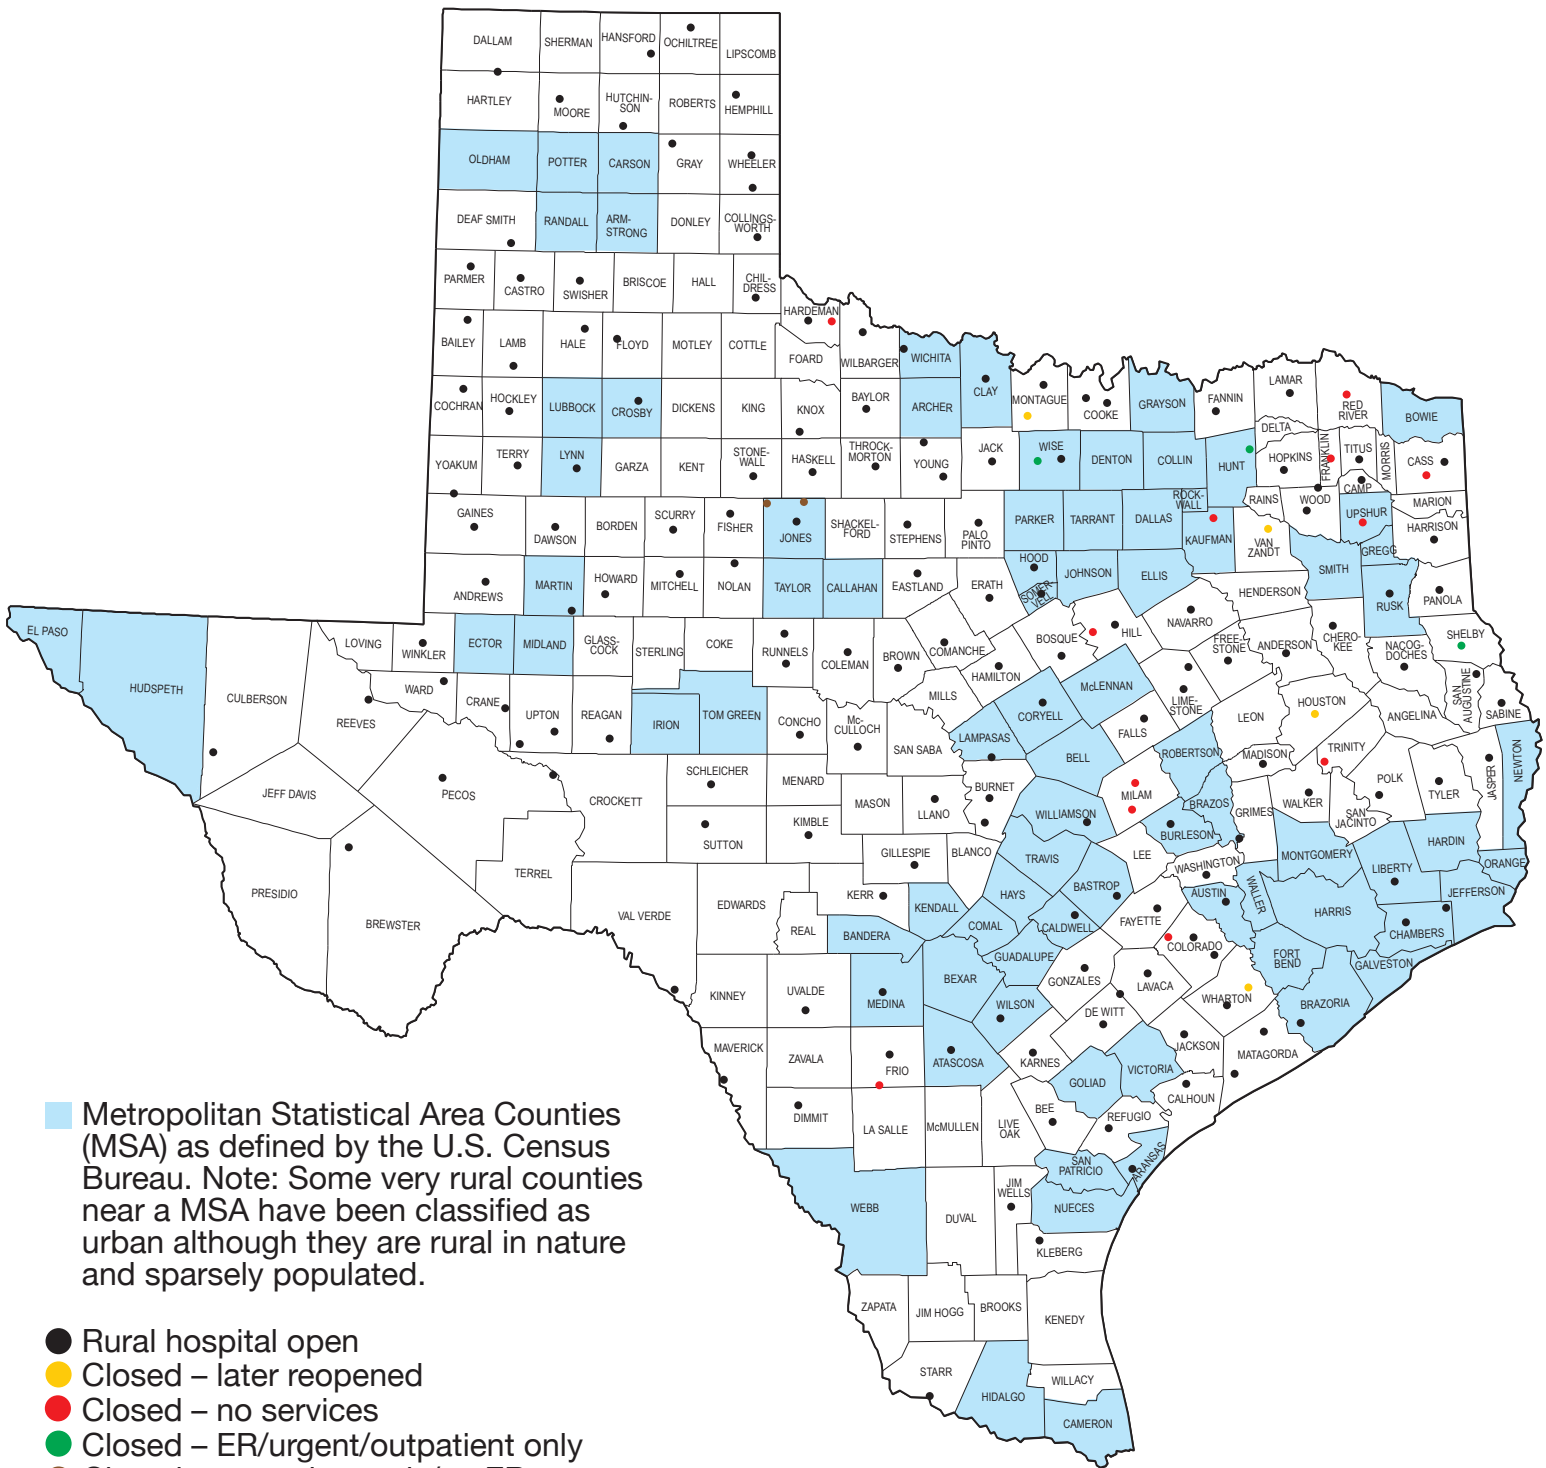 DALLAM
SHERMAN
HANSFORD
OCHILTREE
LIPSCOMB
HARTLEY
MOORE
HUTCHIN-
SON
ROBERTS
HEMPHILL
OLDHAM
POTTER
CARSON
GRAY
WHEELER
DEAF SMITH
RANDALL
ARM-
STRONG
DONLEY
COLLINGS-
WORTH
PARMER
CASTRO
SWISHER
BRISCOE
HALL
CHIL-
DRESS
HARDEMAN
BAILEY
LAMB
HALE
FLOYD
MOTLEY
COTTLE
FOARD
WILBARGER
WICHITA
CLAY
MONTAGUE
COOKE
GRAYSON
FANNIN
LAMAR
RED
RIVER
BOWIE
COCHRAN
HOCKLEY
LUBBOCK
CROSBY
DICKENS
KING
KNOX
BAYLOR
ARCHER
DELTA
YOAKUM
TERRY
LYNN
GARZA
KENT
STONE-
WALL
HASKELL
THROCK-
MORTON
YOUNG
JACK
WISE
DENTON
COLLIN
HUNT
HOPKINS
FRANKLIN
TITUS
CAMP
MORRIS
CASS
MARION
GAINES
DAWSON
BORDEN
SCURRY
FISHER
JONES
SHACKEL-
FORD
STEPHENS
PALO
PINTO
PARKER
TARRANT
DALLAS
ROCK-
WALL
KAUFMAN
RAINS
VAN
ZANDT
WOOD
UPSHUR
GREGG
HARRISON
ANDREWS
MARTIN
HOWARD
MITCHELL
NOLAN
TAYLOR
CALLAHAN
EASTLAND
ERATH
HOOD
SOMER-
VELL
JOHNSON
ELLIS
HENDERSON
SMITH
RUSK
PANOLA
EL PASO
HUDSPETH
CULBERSON
LOVING
WINKLER
ECTOR
MIDLAND
GLASS-
COCK
STERLING
COKE
RUNNELS
COLEMAN
BROWN
COMANCHE
HAMILTON
BOSQUE
HILL
NAVARRO
FREE-
STONE
ANDERSON
CHERO-
KEE
NACOG-
DOCHES
SHELBY
REEVES
WARD
CRANE
UPTON
REAGAN
IRION
TOM GREEN
CONCHO
Mc-
CULLOCH
SAN SABA
MILLS
LAMPASAS
CORYELL
McLENNAN
BELL
FALLS
LIME-
STONE
LEON
HOUSTON
ANGELINA
SAN
AUGUSTINE
SABINE
JEFF DAVIS
PECOS
CROCKETT
SCHLEICHER
MENARD
MASON
LLANO
BURNET
WILLIAMSON
MILAM
ROBERTSON
BRAZOS
MADISON
GRIMES
WALKER
TRINITY
SAN
JACINTO
POLK
TYLER
JASPER
NEWTON
PRESIDIO
BREWSTER
TERREL
SUTTON
KIMBLE
GILLESPIE
BLANCO
TRAVIS
LEE
BURLESON
WASHINGTON
MONTGOMERY
LIBERTY
HARDIN
ORANGE
VAL VERDE
EDWARDS
REAL
KERR
BANDERA
KENDALL
COMAL
HAYS
CALDWELL
BASTROP
FAYETTE
AUSTIN
WALLER
HARRIS
CHAMBERS
JEFFERSON
KINNEY
UVALDE
MEDINA
BEXAR
GUADALUPE
WILSON
GONZALES
LAVACA
COLORADO
WHARTON
FORT
BEND
BRAZORIA
GALVESTON
MAVERICK
ZAVALA
FRIO
ATASCOSA
KARNES
DE WITT
GOLIAD
VICTORIA
JACKSON
MATAGORDA
CALHOUN
DIMMIT
LA SALLE
McMULLEN
LIVE
OAK
BEE
REFUGIO
SAN
PATRICIO
ARANSAS
WEBB
DUVAL
JIM
WELLS
NUECES
KLEBERG
ZAPATA
JIM HOGG
BROOKS
KENEDY
STARR
HIDALGO
WILLACY
CAMERON
Metropolitan Statistical Area Counties
(MSA) as defined by the U.S. Census
Bureau. Note: Some very rural counties
near a MSA have been classified as
urban although they are rural in nature
and sparsely populated.
Rural hospital open
Closed – later reopened
Closed – no services
Closed – ER/urgent/outpatient only